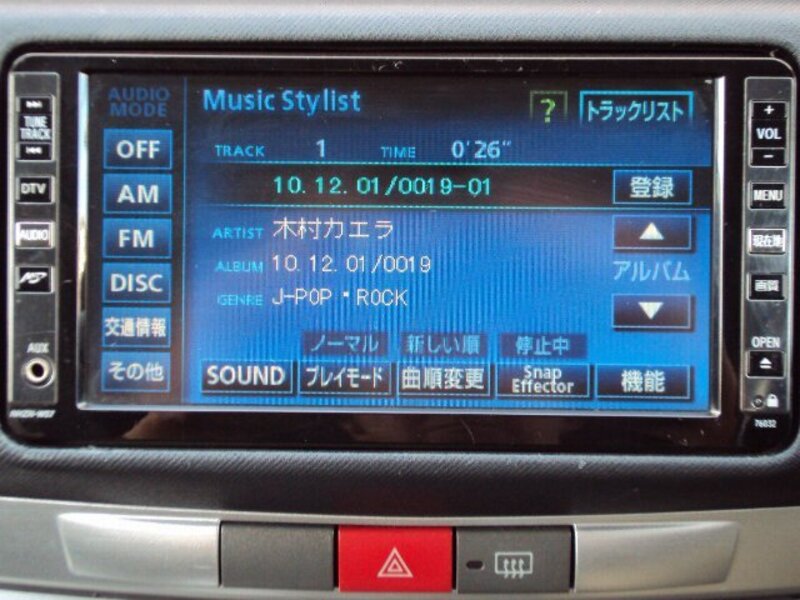 AUDIO MODE
Music Stylist
?
トラックリスト
TUNE
TRACK
OFF
TRACK 1 TIME 0'26"
+
VOL
−
DTV
AM
10.12.01/0019-01
登録
MENU
AUDIO
FM
ARTIST 木村カエラ
現在地
ALBUM 10.12.01/0019
アルバム
DISC
画質
GENRE J-POP・ROCK
交通情報
ノーマル
新しい順
停止中
OPEN
AUX
その他
SOUND
プレイモード
曲順変更
Snap Effector
機能
NHZN-W57
76032